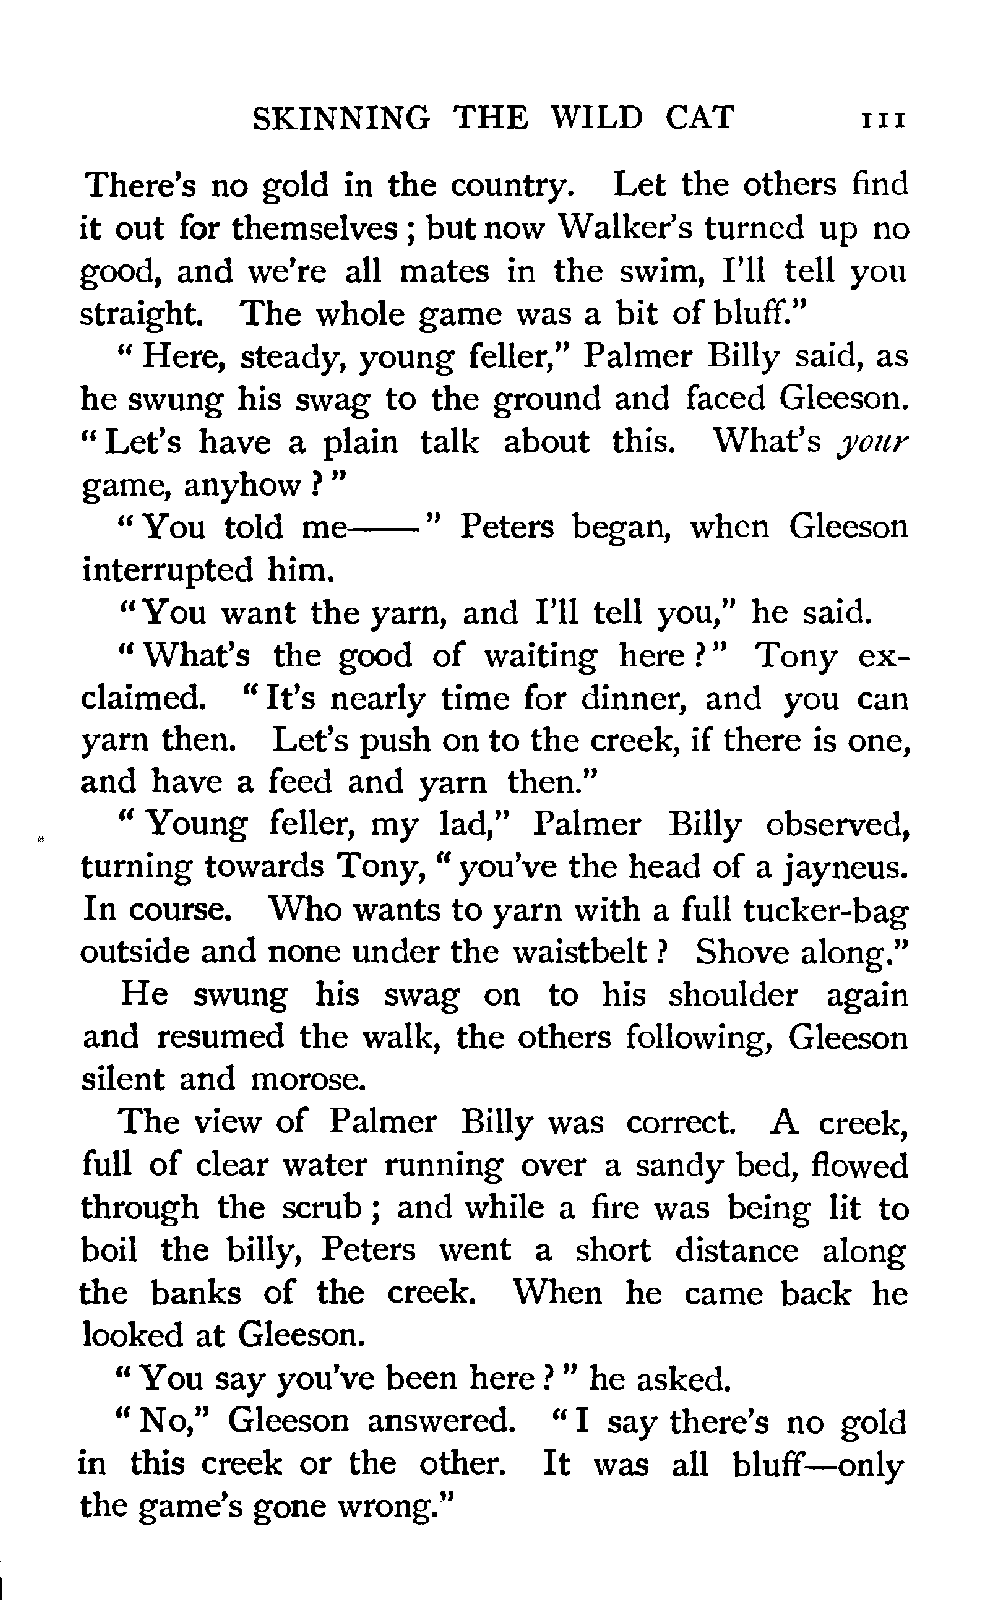 SKINNING THE WILD CAT 111
There's no gold in the country. Let the others find
it out for themselves; but now Walker's turned up no
good, and we're all mates in the swim, I'll tell you
straight. The whole game was a bit of bluff."
"Here, steady, young feller," Palmer Billy said, as
he swung his swag to the ground and faced Gleeson.
"Let's have a plain talk about this. What's your
game, anyhow?"
"You told me——" Peters began, when Gleeson
interrupted him.
"You want the yarn, and I'll tell you," he said.
"What's the good of waiting here?" Tony ex-
claimed. "It's nearly time for dinner, and you can
yarn then. Let's push on to the creek, if there is one,
and have a feed and yarn then."
"Young feller, my lad," Palmer Billy observed,
turning towards Tony, "you've the head of a jayneus.
In course. Who wants to yarn with a full tucker-bag
outside and none under the waistbelt? Shove along."
He swung his swag on to his shoulder again
and resumed the walk, the others following, Gleeson
silent and morose.
The view of Palmer Billy was correct. A creek,
full of clear water running over a sandy bed, flowed
through the scrub; and while a fire was being lit to
boil the billy, Peters went a short distance along
the banks of the creek. When he came back he
looked at Gleeson.
"You say you've been here?" he asked.
"No," Gleeson answered. "I say there's no gold
in this creek or the other. It was all bluff—only
the game's gone wrong."